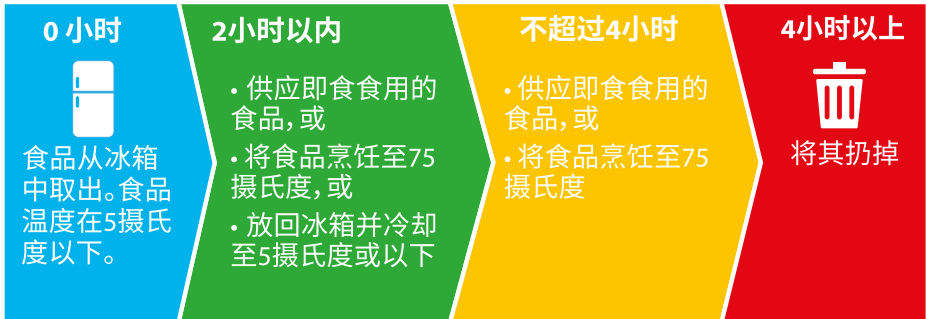 0 小时
食品从冰箱
中取出。食品
温度在5摄氏
度以下。
2小时以内
• 供应即食食用的
食品，或
• 将食品烹饪至75
摄氏度，或
• 放回冰箱并冷却
至5摄氏度或以下
不超过4小时
• 供应即食食用的
食品，或
• 将食品烹饪至75
摄氏度
4小时以上
将其扔掉